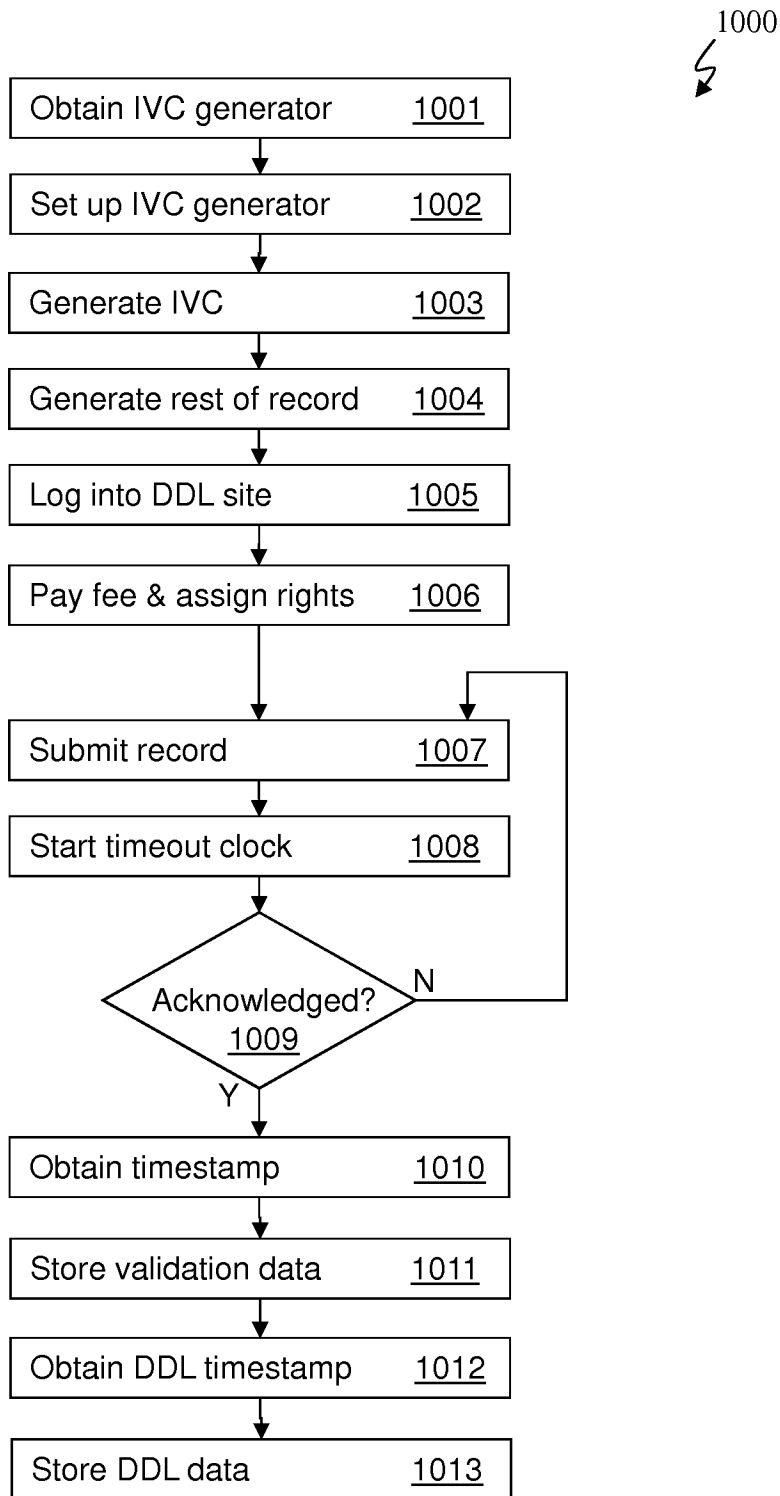 1000
Obtain IVC generator 1001
Set up IVC generator 1002
Generate IVC 1003
Generate rest of record 1004
Log into DDL site 1005
Pay fee & assign rights 1006
Submit record 1007
Start timeout clock 1008
N
Acknowledged?
1009
Y
Obtain timestamp 1010
Store validation data 1011
Obtain DDL timestamp 1012
Store DDL data 1013